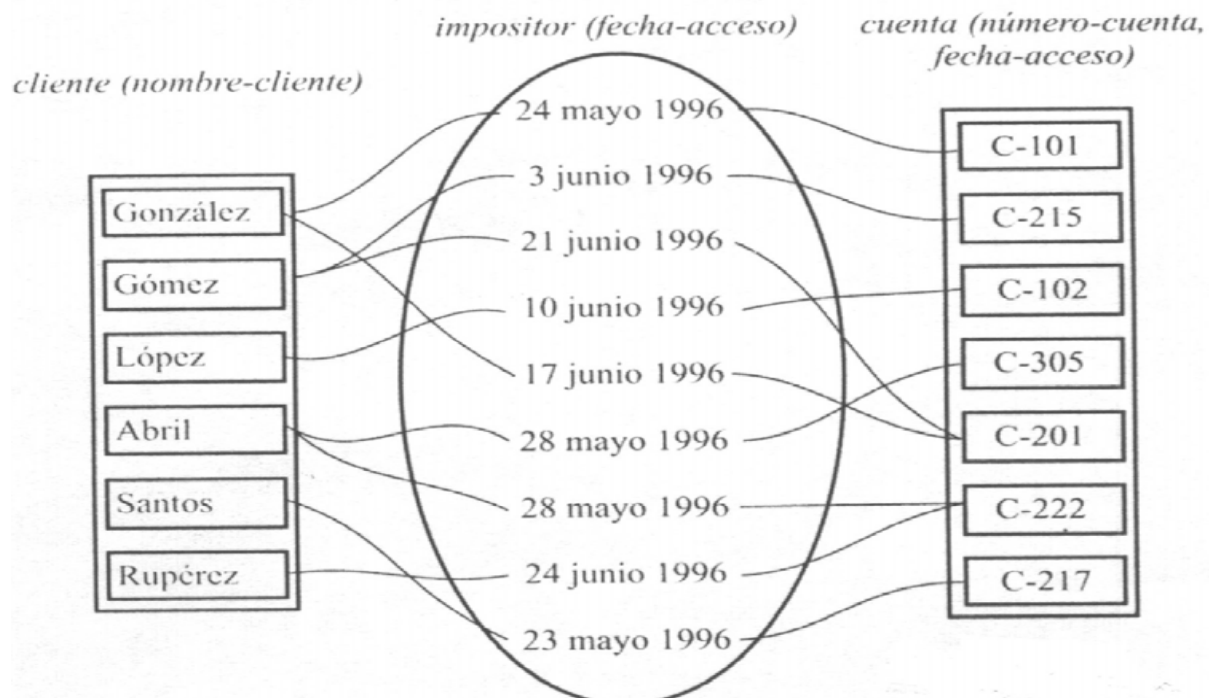 impositor (fecha-acceso)
cuenta (número-cuenta,
fecha-acceso)
cliente (nombre-cliente)
González
Gómez
López
Abril
Santos
Rupérez
24 mayo 1996
3 junio 1996
21 junio 1996
10 junio 1996
17 junio 1996
28 mayo 1996
28 mayo 1996
24 junio 1996
23 mayo 1996
C-101
C-215
C-102
C-305
C-201
C-222
C-217